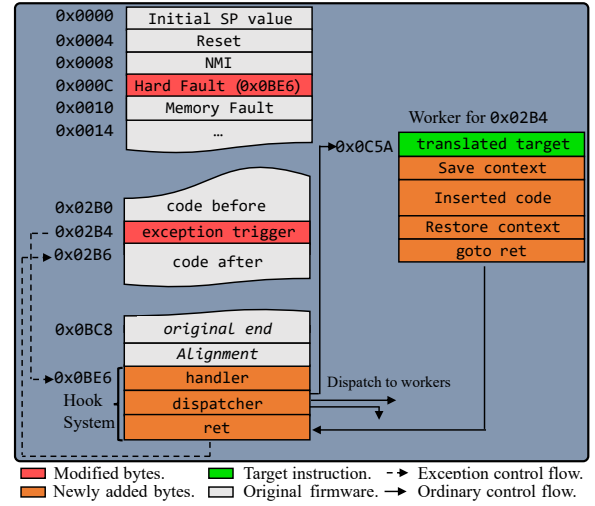 0x0000 Initial SP value
0x0004 Reset
0x0008 NMI
0x000C Hard Fault (0x0BE6)
0x0010 Memory Fault
0x0014 …
Worker for 0x02B4
0x0C5A translated target
Save context
Inserted code
Restore context
goto ret
0x02B0 code before
0x02B4 exception trigger
0x02B6 code after
0x0BC8 original end
Alignment
0x0BE6 handler
Hook System
dispatcher
ret
Dispatch to workers
Modified bytes. Target instruction. Exception control flow.
Newly added bytes. Original firmware. Ordinary control flow.